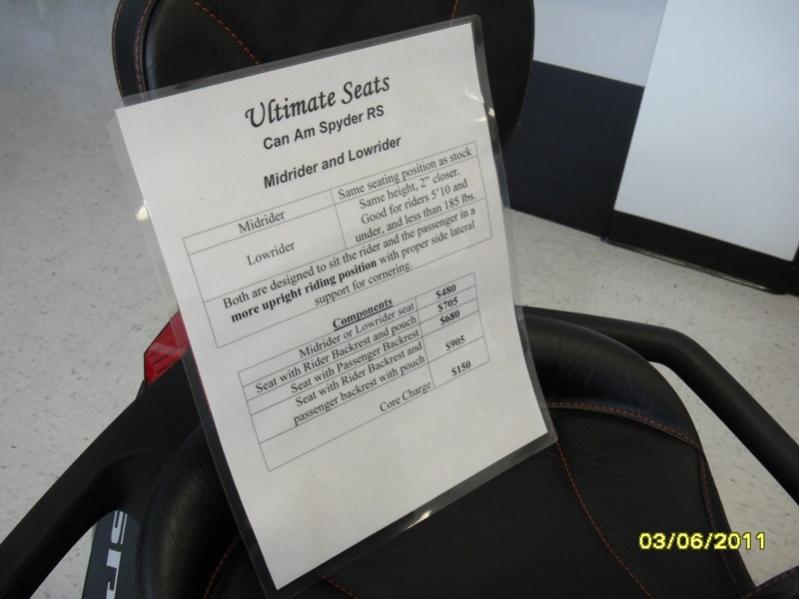 Ultimate Seats
Can Am Spyder RS
Midrider and Lowrider
Midrider
Same seating position as stock
Lowrider
Same height, 2" closer.
Good for riders 5'10 and
under, and less than 185 lbs.
Both are designed to sit the rider and the passenger in a
more upright riding position with proper side lateral
support for cornering.
Components
Midrider or Lowrider seat $480
Seat with Rider Backrest and pouch $705
Seat with Passenger Backrest $680
Seat with Rider Backrest and
passenger backrest with pouch $905
Core Charge $150
03/06/2011